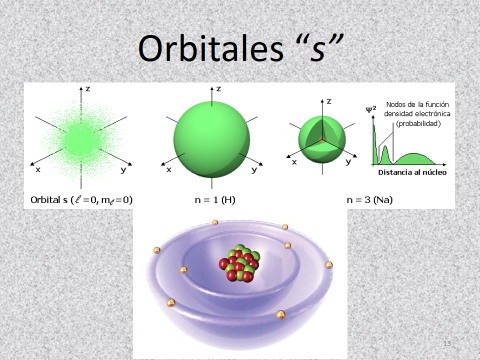 Orbitales “s”
z
x
y
Orbital s (ℓ=0, mℓ=0)
z
x
y
n = 1 (H)
z
x
y
Ψ²
Nodos de la función
densidad electrónica
(probabilidad)
Distancia al núcleo
n = 3 (Na)
15